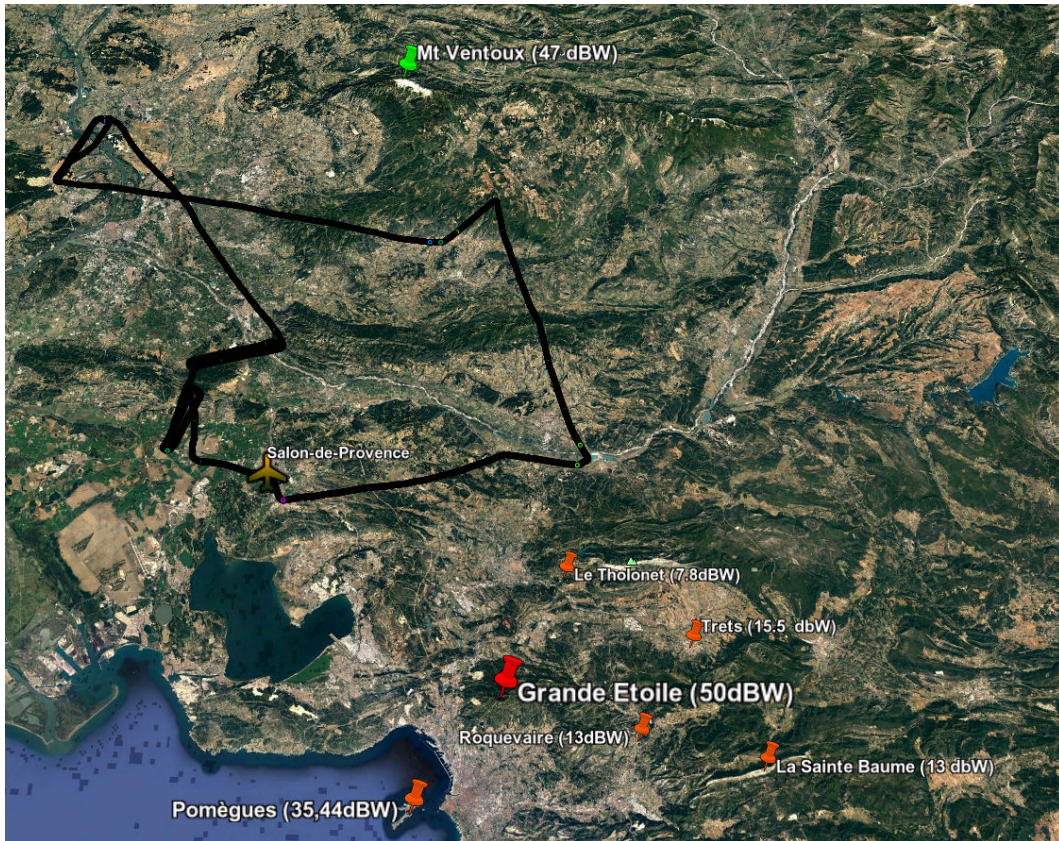 Mt Ventoux (47 dBW)
Salon-de-Provence
Le Tholonet (7.8dBW)
Trets (15.5 dbW)
Grande Etoile (50dBW)
Roquevaire (13dBW)
La Sainte Baume (13 dbW)
Pomègues (35,44dBW)